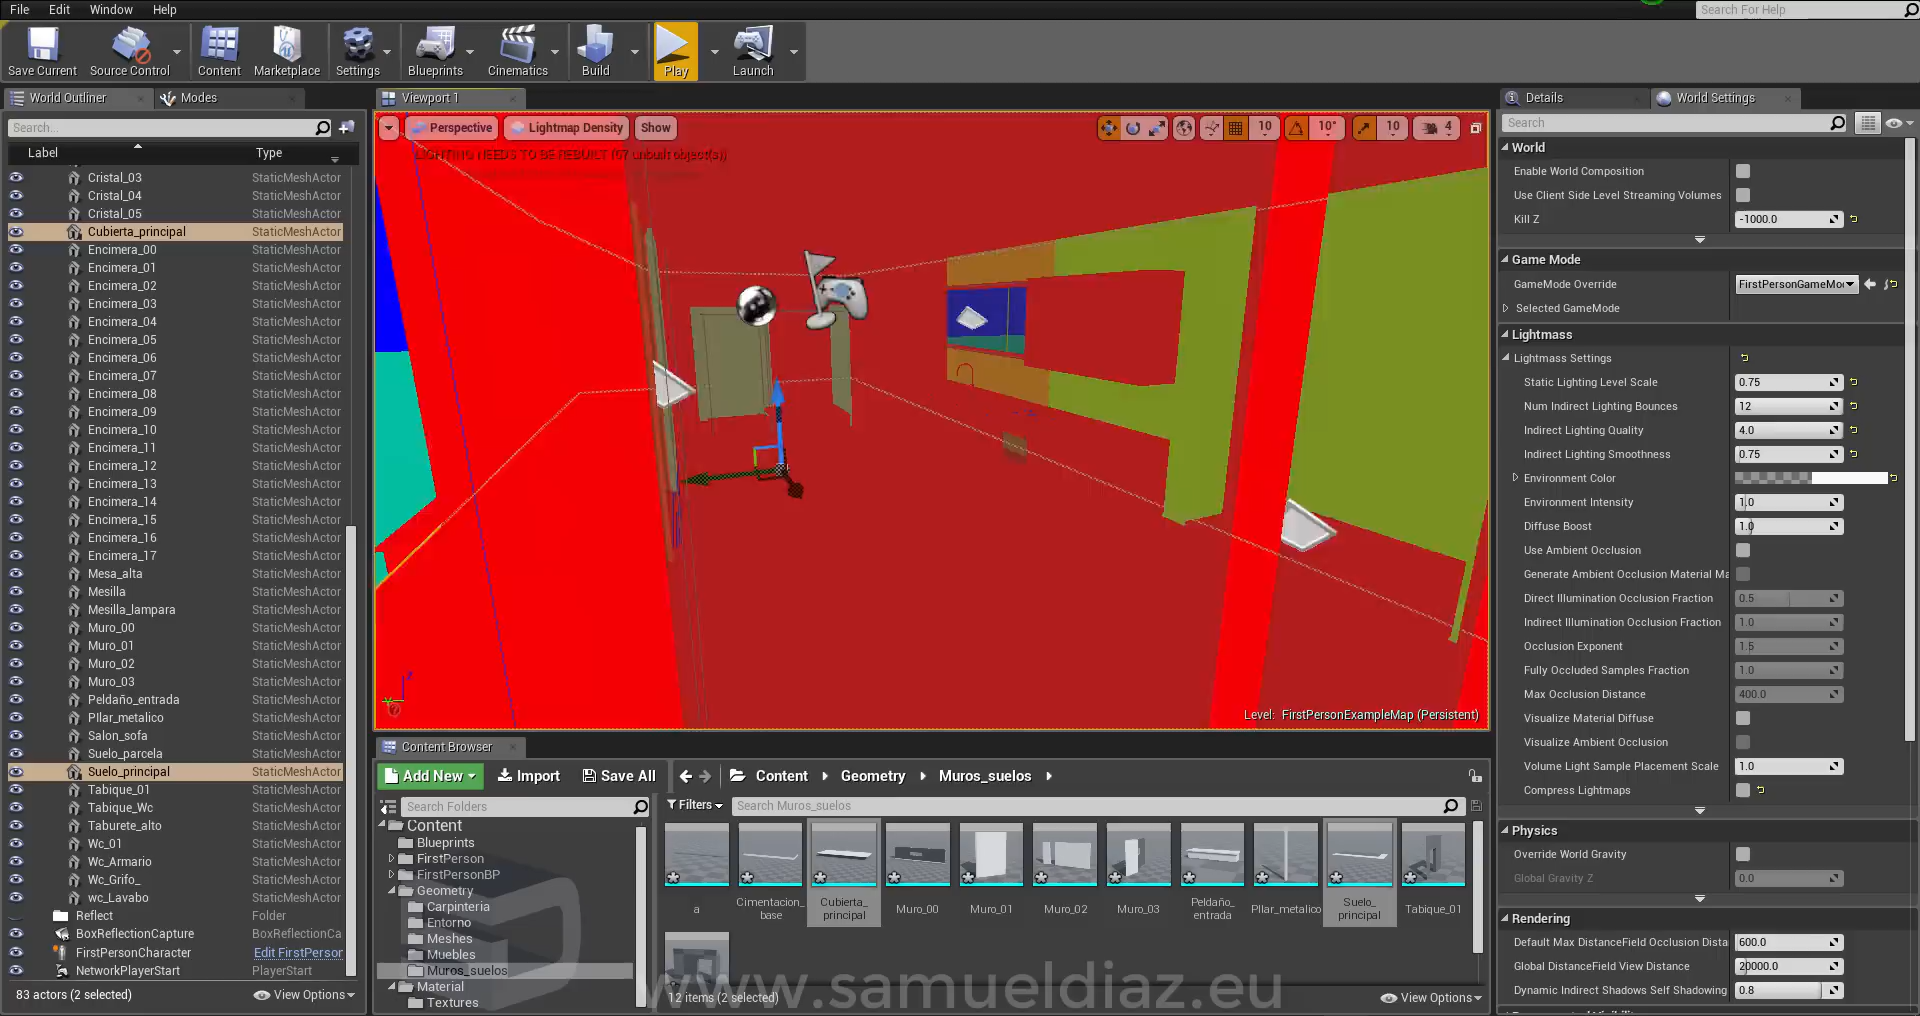 File Edit Window Help
Search For Help
Save Current Source Control Content Marketplace Settings Blueprints Cinematics Build Play Launch
World Outliner Modes
Search...
Label Type
Cristal_03 StaticMeshActor
Cristal_04 StaticMeshActor
Cristal_05 StaticMeshActor
Cubierta_principal StaticMeshActor
Encimera_00 StaticMeshActor
Encimera_01 StaticMeshActor
Encimera_02 StaticMeshActor
Encimera_03 StaticMeshActor
Encimera_04 StaticMeshActor
Encimera_05 StaticMeshActor
Encimera_06 StaticMeshActor
Encimera_07 StaticMeshActor
Encimera_08 StaticMeshActor
Encimera_09 StaticMeshActor
Encimera_10 StaticMeshActor
Encimera_11 StaticMeshActor
Encimera_12 StaticMeshActor
Encimera_13 StaticMeshActor
Encimera_14 StaticMeshActor
Encimera_15 StaticMeshActor
Encimera_16 StaticMeshActor
Encimera_17 StaticMeshActor
Mesa_alta StaticMeshActor
Mesilla StaticMeshActor
Mesilla_lampara StaticMeshActor
Muro_00 StaticMeshActor
Muro_01 StaticMeshActor
Muro_02 StaticMeshActor
Muro_03 StaticMeshActor
Peldaño_entrada StaticMeshActor
PIlar_metalico StaticMeshActor
Salon_sofa StaticMeshActor
Suelo_parcela StaticMeshActor
Suelo_principal StaticMeshActor
Tabique_01 StaticMeshActor
Tabique_Wc StaticMeshActor
Taburete_alto StaticMeshActor
Wc_01 StaticMeshActor
Wc_Armario StaticMeshActor
Wc_Grifo_ StaticMeshActor
wc_Lavabo StaticMeshActor
Reflect Folder
BoxReflectionCapture BoxReflectionCa
FirstPersonCharacter Edit FirstPerson
NetworkPlayerStart PlayerStart
83 actors (2 selected) View Options
Viewport 1
Perspective Lightmap Density Show
10 10° 10 4
LIGHTING NEEDS TO BE REBUILT (67 unbuilt object(s))
Z
Level: FirstPersonExampleMap (Persistent)
Content Browser
Add New Import Save All Content Geometry Muros_suelos
Search Folders
Filters Search Muros_suelos
Content
Blueprints
FirstPerson
FirstPersonBP
Geometry
Carpinteria
Entorno
Meshes
Muebles
Muros_suelos
Material
Textures
a
Cimentacion_
base
Cubierta_
principal
Muro_00
Muro_01
Muro_02
Muro_03
Peldaño_
entrada
PIlar_metalico
Suelo_
principal
Tabique_01
www.samueldiaz.eu
12 items (2 selected) View Options
Details World Settings
Search
World
Enable World Composition
Use Client Side Level Streaming Volumes
Kill Z -1000.0
Game Mode
GameMode Override FirstPersonGameMo
Selected GameMode
Lightmass
Lightmass Settings
Static Lighting Level Scale 0.75
Num Indirect Lighting Bounces 12
Indirect Lighting Quality 4.0
Indirect Lighting Smoothness 0.75
Environment Color
Environment Intensity 1.0
Diffuse Boost 1.0
Use Ambient Occlusion
Generate Ambient Occlusion Material Ma
Direct Illumination Occlusion Fraction 0.5
Indirect Illumination Occlusion Fraction 1.0
Occlusion Exponent 1.5
Fully Occluded Samples Fraction 1.0
Max Occlusion Distance 400.0
Visualize Material Diffuse
Visualize Ambient Occlusion
Volume Light Sample Placement Scale 1.0
Compress Lightmaps
Physics
Override World Gravity
Global Gravity Z 0.0
Rendering
Default Max DistanceField Occlusion Dista 600.0
Global DistanceField View Distance 20000.0
Dynamic Indirect Shadows Self Shadowing 0.8